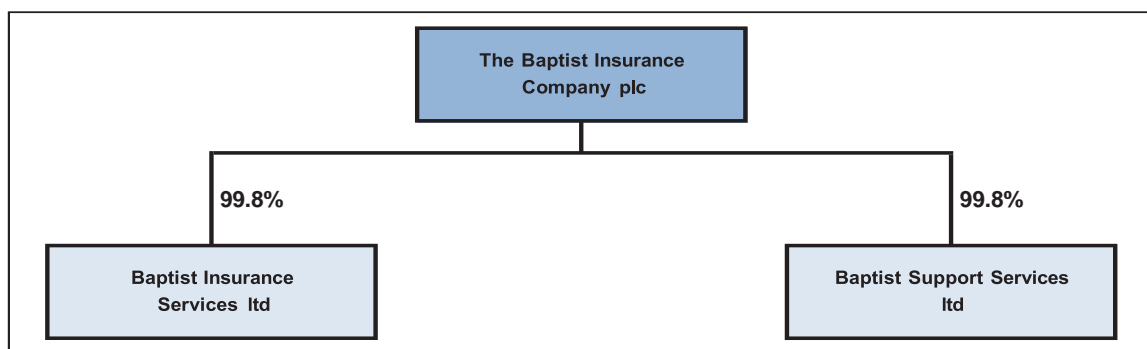 The Baptist Insurance
Company plc
99.8%
99.8%
Baptist Insurance
Services ltd
Baptist Support Services
ltd